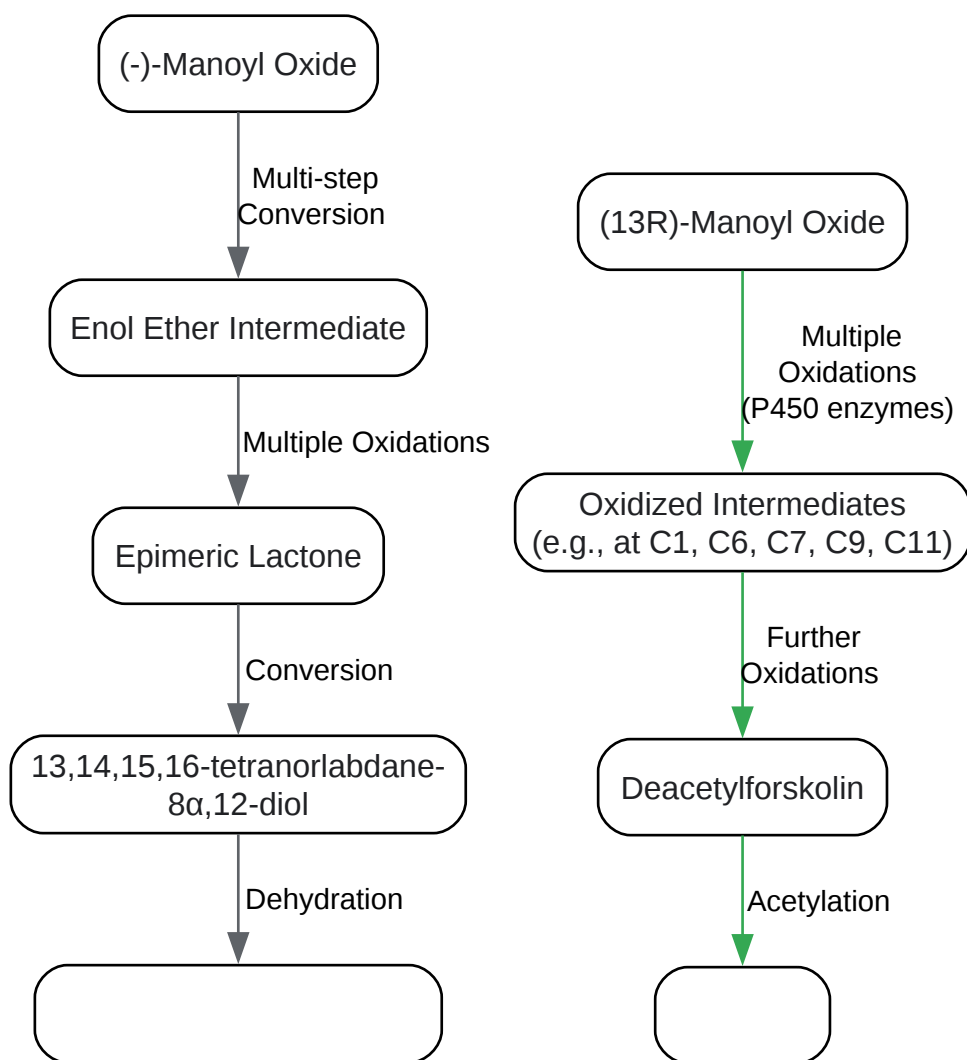 (-)-Manoyl Oxide
Multi-step
Conversion
Enol Ether Intermediate
Multiple Oxidations
Epimeric Lactone
Conversion
13,14,15,16-tetranorlabdane-
8α,12-diol
Dehydration
(13R)-Manoyl Oxide
Multiple
Oxidations
(P450 enzymes)
Oxidized Intermediates
(e.g., at C1, C6, C7, C9, C11)
Further
Oxidations
Deacetylforskolin
Acetylation